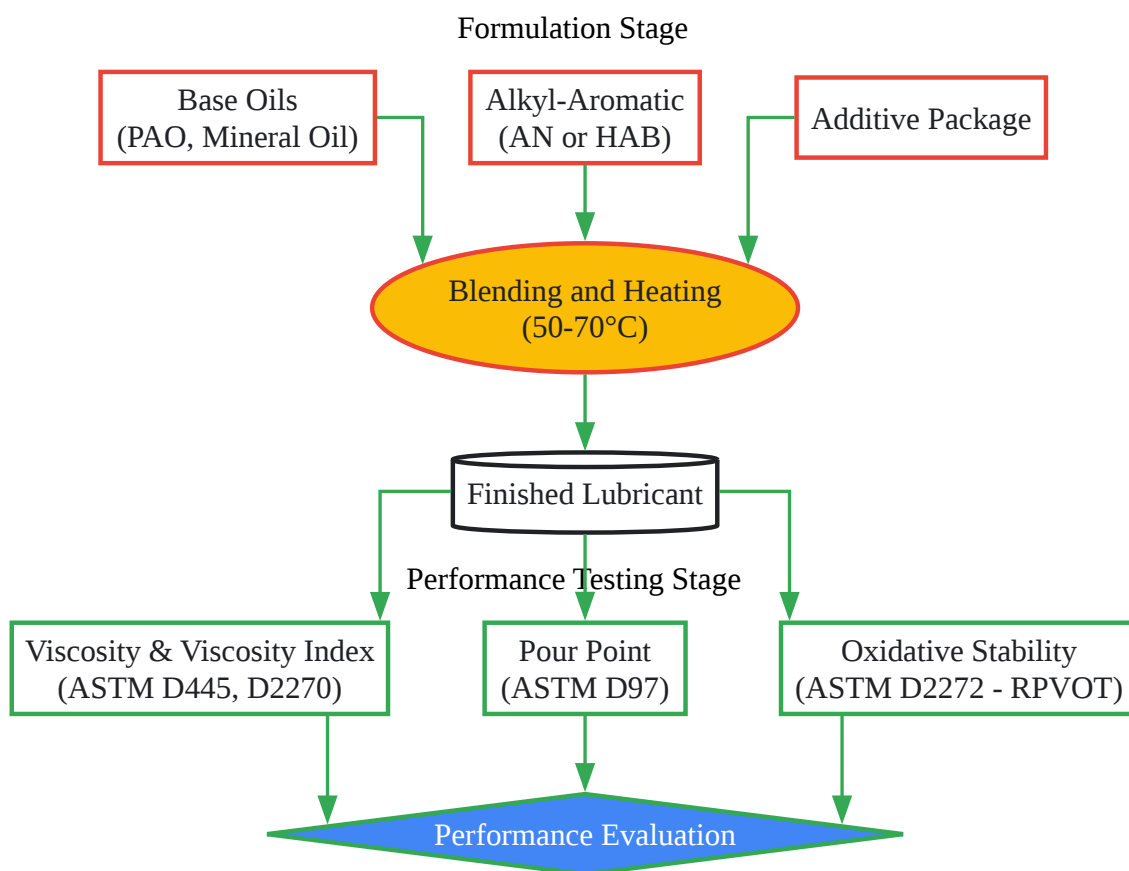 Formulation Stage
Base Oils
(PAO, Mineral Oil)
Alkyl-Aromatic
(AN or HAB)
Additive Package
Blending and Heating
(50-70°C)
Finished Lubricant
Performance Testing Stage
Viscosity & Viscosity Index
(ASTM D445, D2270)
Pour Point
(ASTM D97)
Oxidative Stability
(ASTM D2272 - RPVOT)
Performance Evaluation